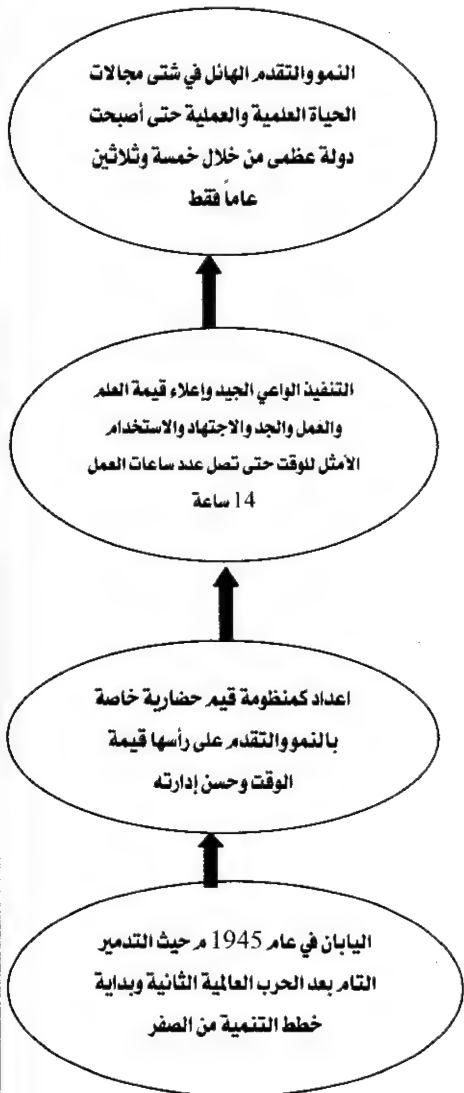 النمو والتقدم الهائل في شتى مجالات
الحياة العلمية والعملية حتى أصبحت
دولة عظمى من خلال خمسة وثلاثين
عاماً فقط
التنفيذ الواعي الجيد وإعلاء قيمة العلم
والعمل والجد والاجتهاد والاستخدام
الأمثل للوقت حتى تصل عدد ساعات العمل
14 ساعة
اعداد كمنظومة قيم حضارية خاصة
بالنمو والتقدم على رأسها قيمة
الوقت وحسن إدارته
اليابان في عام 1945 م حيث التدمير
التام بعد الحرب العالمية الثانية وبداية
خطط التنمية من الصفر